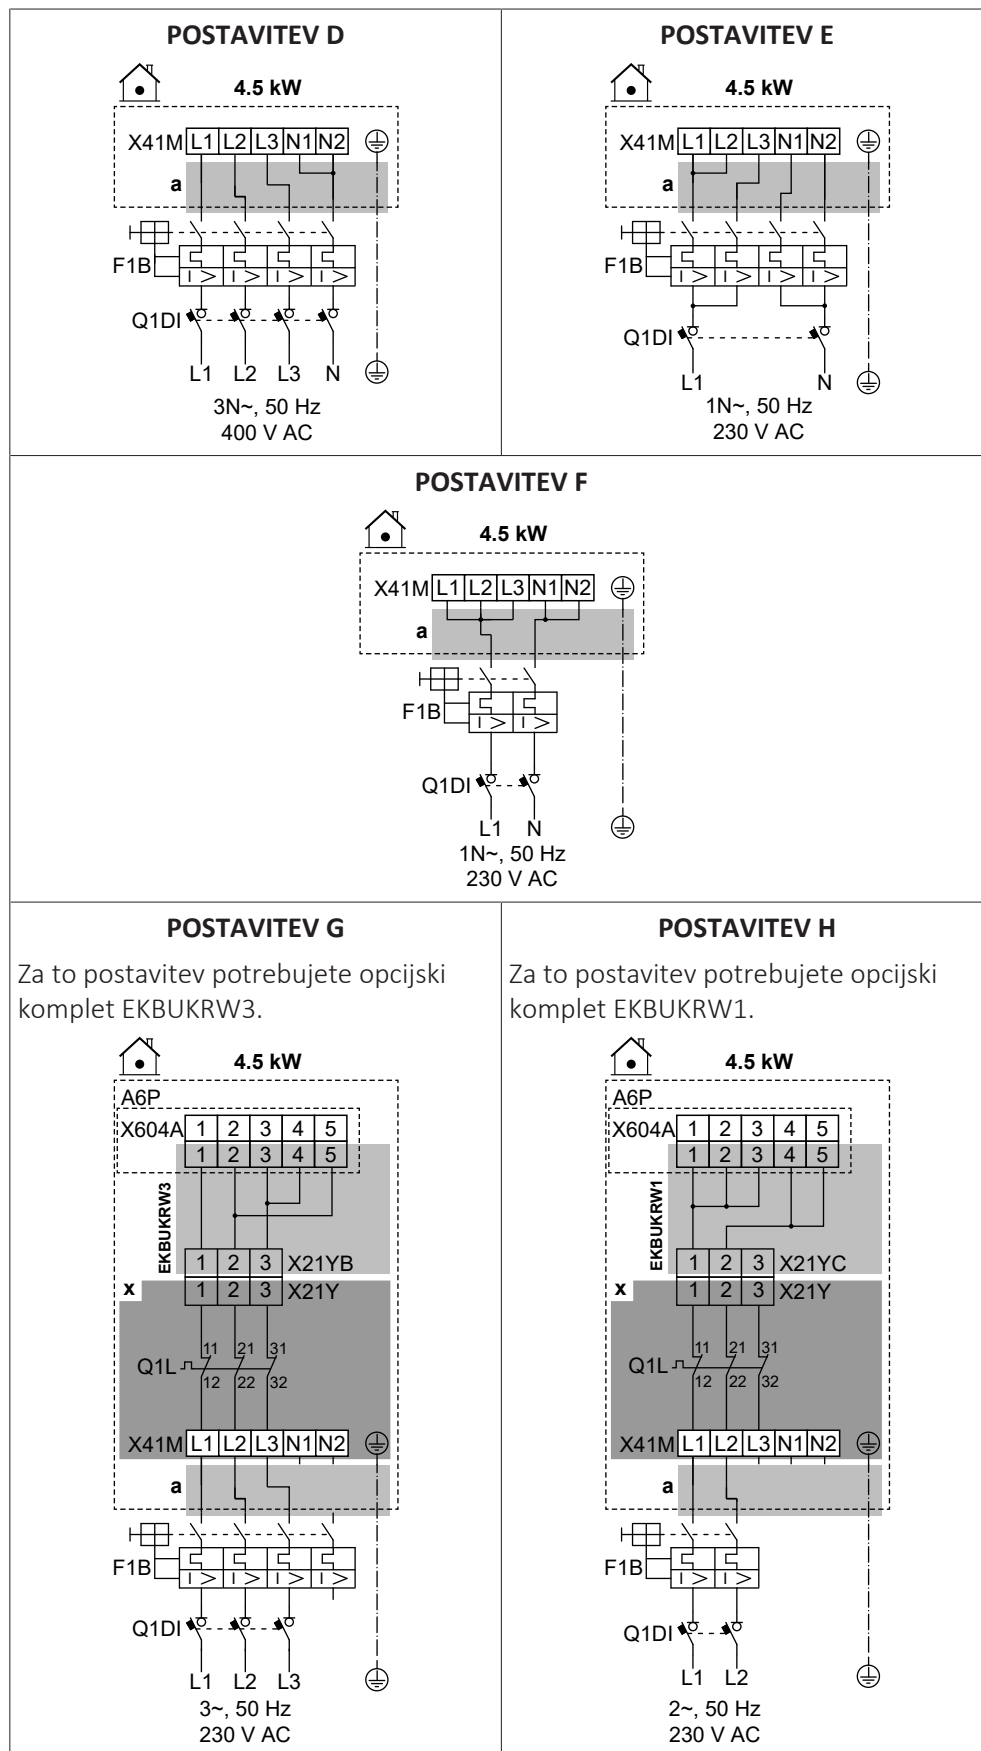 POSTAVITEV D
4.5 kW
X41M L1 L2 L3 N1 N2
a
F1B
I > I > I > I >
Q1DI
L1 L2 L3 N
3N~, 50 Hz
400 V AC
POSTAVITEV E
4.5 kW
X41M L1 L2 L3 N1 N2
a
F1B
I > I > I > I >
Q1DI
L1 N
1N~, 50 Hz
230 V AC
POSTAVITEV F
4.5 kW
X41M L1 L2 L3 N1 N2
a
F1B
I > I >
Q1DI
L1 N
1N~, 50 Hz
230 V AC
POSTAVITEV G
Za to postavitev potrebujete opcijski
komplet EKBUKRW3.
4.5 kW
A6P
X604A 1 2 3 4 5
1 2 3 4 5
EKBUKRW3
1 2 3 X21YB
x 1 2 3 X21Y
11 21 31
Q1L
12 22 32
X41M L1 L2 L3 N1 N2
a
F1B
I > I > I > I >
Q1DI
L1 L2 L3
3~, 50 Hz
230 V AC
POSTAVITEV H
Za to postavitev potrebujete opcijski
komplet EKBUKRW1.
4.5 kW
A6P
X604A 1 2 3 4 5
1 2 3 4 5
EKBUKRW1
1 2 3 X21YC
x 1 2 3 X21Y
11 21 31
Q1L
12 22 32
X41M L1 L2 L3 N1 N2
a
F1B
I > I >
Q1DI
L1 L2
2~, 50 Hz
230 V AC